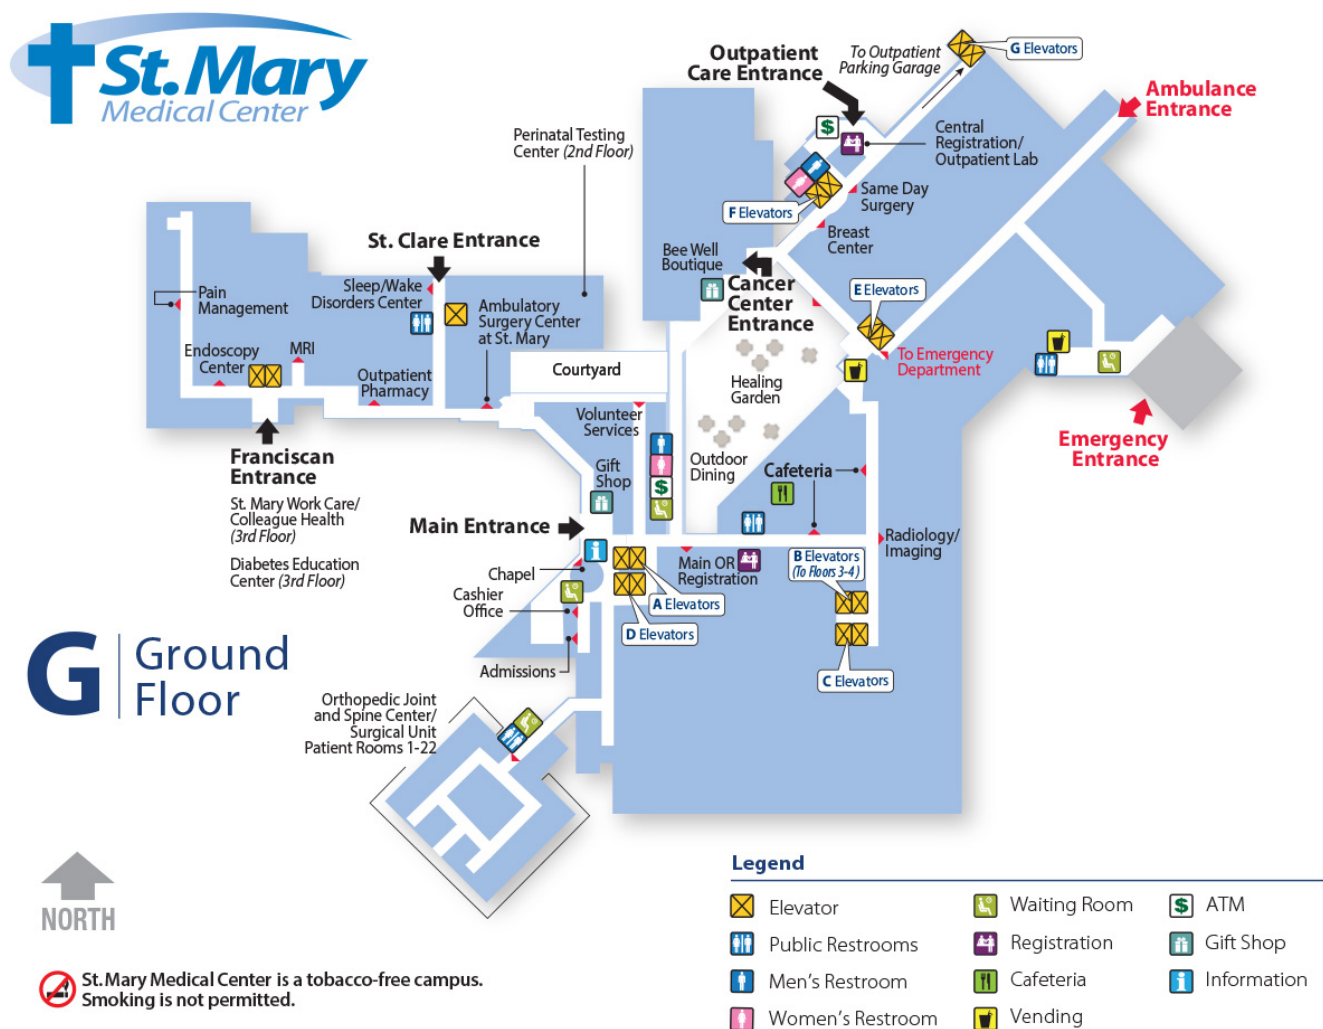 St. Mary
Medical Center
Outpatient
Care Entrance
To Outpatient
Parking Garage
G Elevators
Ambulance
Entrance
Perinatal Testing
Center (2nd Floor)
$
Central
Registration/
Outpatient Lab
Same Day
Surgery
F Elevators
Breast
Center
St. Clare Entrance
Bee Well
Boutique
Cancer
Center
Entrance
Sleep/Wake
Disorders Center
Pain
Management
E Elevators
Ambulatory
Surgery Center
at St. Mary
Endoscopy
Center
MRI
Outpatient
Pharmacy
Courtyard
To Emergency
Department
Healing
Garden
Volunteer
Services
Emergency
Entrance
Franciscan
Entrance
St. Mary Work Care/
Colleague Health
(3rd Floor)
Diabetes Education
Center (3rd Floor)
Gift
Shop
$
Outdoor
Dining
Cafeteria
Main Entrance
i
Radiology/
Imaging
B Elevators
(To Floors 3-4)
Main OR
Registration
Chapel
Cashier
Office
A Elevators
D Elevators
C Elevators
Admissions
G
Ground
Floor
Orthopedic Joint
and Spine Center/
Surgical Unit
Patient Rooms 1-22
NORTH
St. Mary Medical Center is a tobacco-free campus.
Smoking is not permitted.
Legend
Elevator
Public Restrooms
Men's Restroom
Women's Restroom
Waiting Room
Registration
Cafeteria
Vending
$ ATM
Gift Shop
i Information